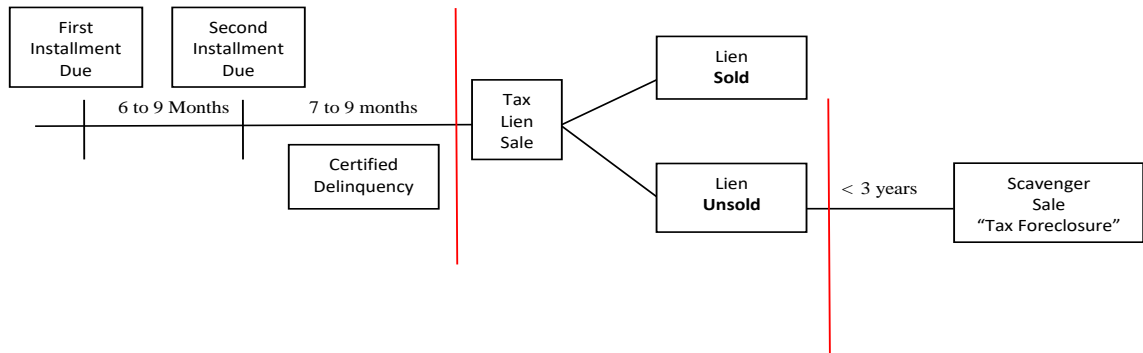 First
Installment
Due
Second
Installment
Due
6 to 9 Months
7 to 9 months
Certified
Delinquency
Tax
Lien
Sale
Lien
Sold
Lien
Unsold
< 3 years
Scavenger
Sale
“Tax Foreclosure”